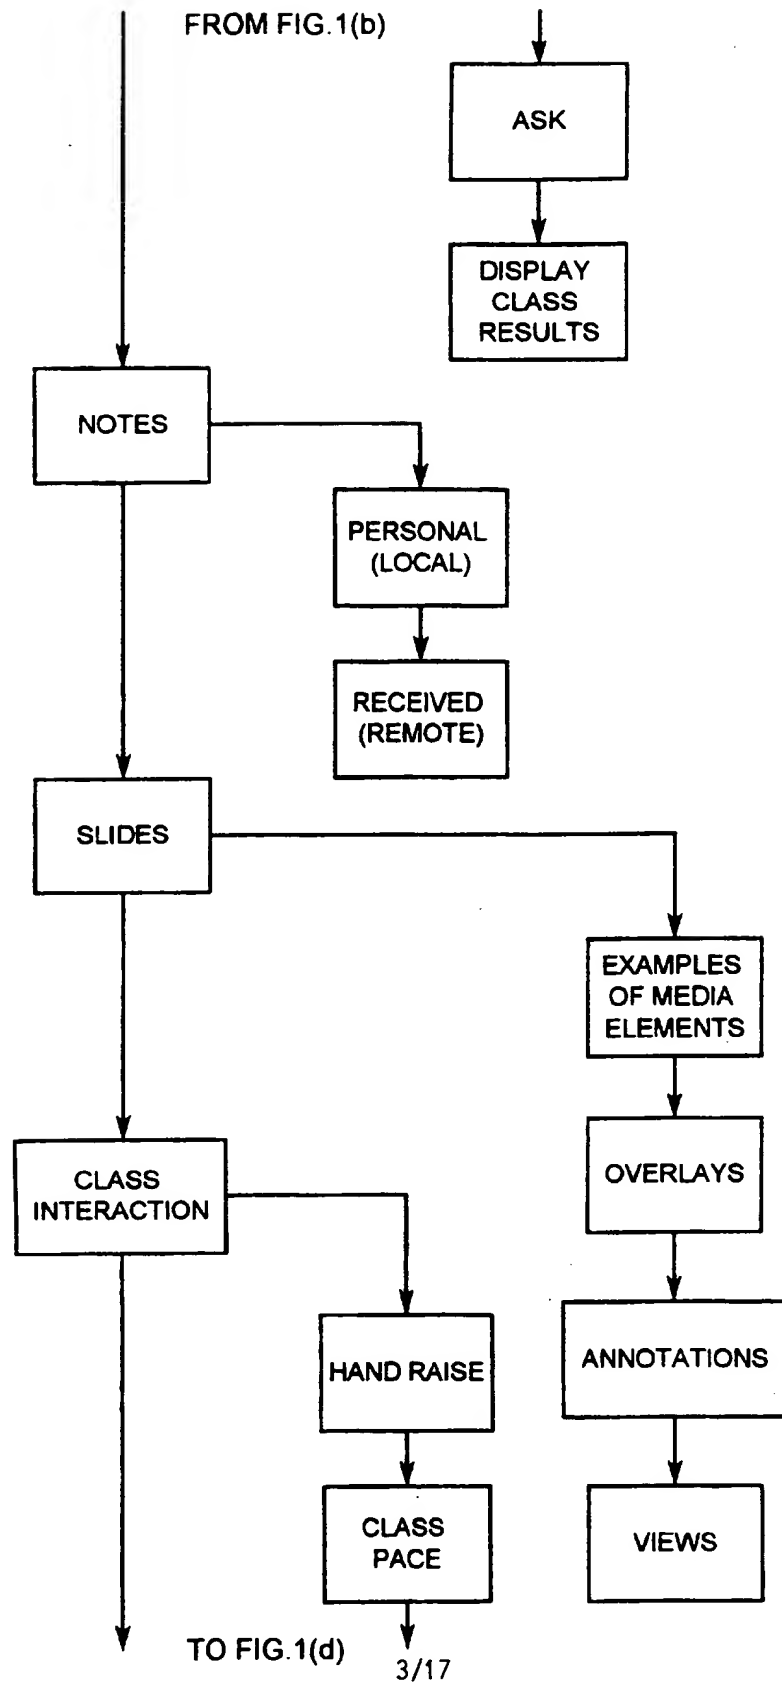 FROM FIG.1(b)
ASK
DISPLAY
CLASS
RESULTS
NOTES
PERSONAL
(LOCAL)
RECEIVED
(REMOTE)
SLIDES
EXAMPLES
OF MEDIA
ELEMENTS
OVERLAYS
CLASS
INTERACTION
ANNOTATIONS
HAND RAISE
CLASS
PACE
VIEWS
TO FIG.1(d)
3/17